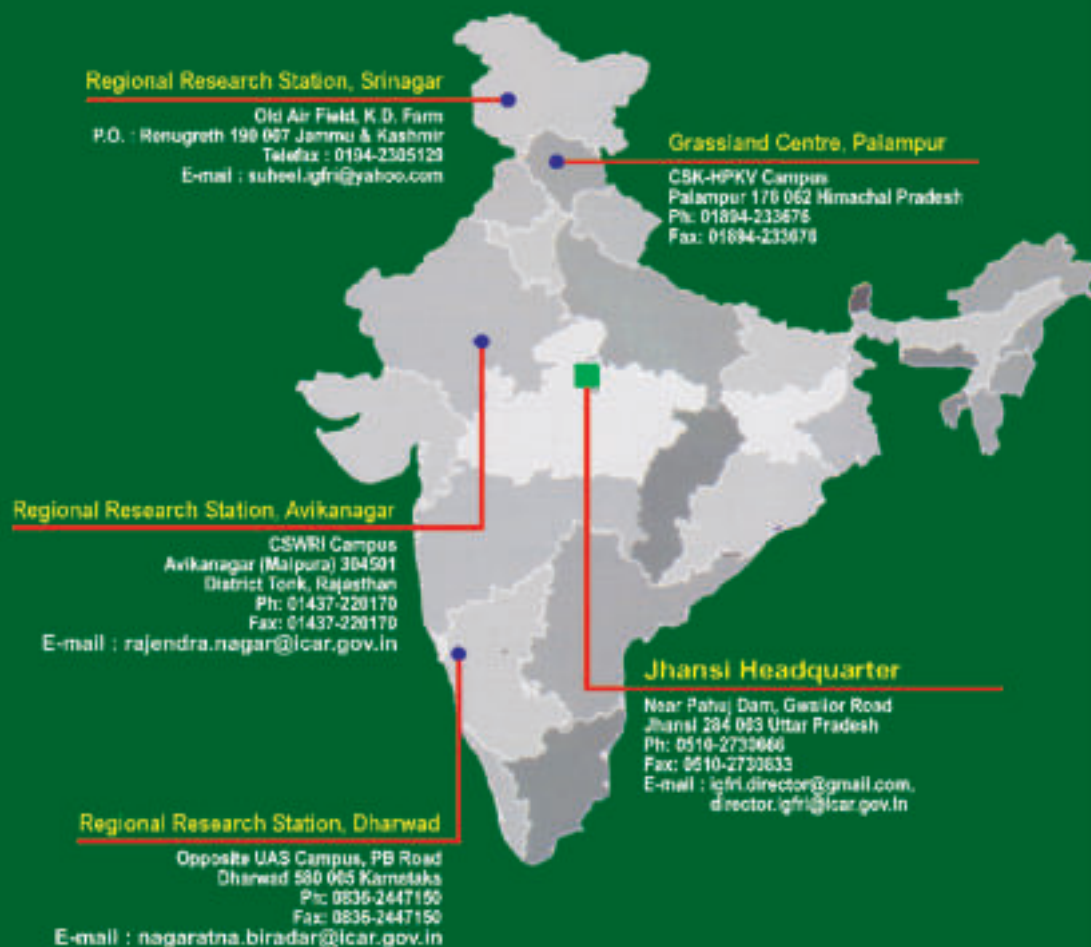 Regional Research Station, Srinagar
Old Air Field, K.D. Farm
P.O. : Renugreth 190 007 Jammu & Kashmir
Telefax : 0194-2305129
E-mail : suheel.igfri@yahoo.com
Grassland Centre, Palampur
CSK-HPKV Campus
Palampur 176 062 Himachal Pradesh
Ph: 01894-233676
Fax: 01894-233676
Regional Research Station, Avikanagar
CSWRI Campus
Avikanagar (Malpura) 304501
District Tonk, Rajasthan
Ph: 01437-220170
Fax: 01437-220170
E-mail : rajendra.nagar@icar.gov.in
Jhansi Headquarter
Near Pahuj Dam, Gwalior Road
Jhansi 284 003 Uttar Pradesh
Ph: 0510-2730666
Fax: 0510-2730833
E-mail : igfri.director@gmail.com,
director.igfri@icar.gov.in
Regional Research Station, Dharwad
Opposite UAS Campus, PB Road
Dharwad 580 005 Karnataka
Ph: 0836-2447150
Fax: 0836-2447150
E-mail : nagaratna.biradar@icar.gov.in